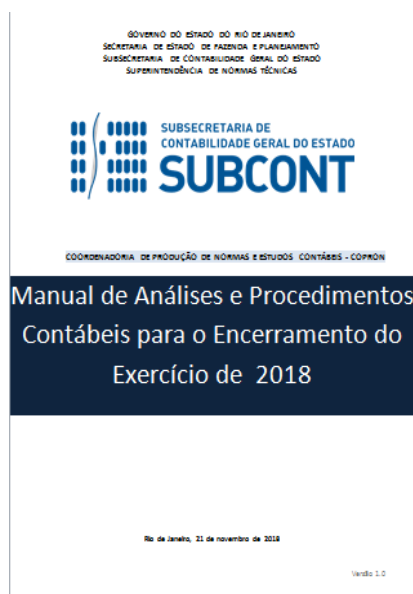 GOVERNO DO ESTADO DO RIO DE JANEIRO
SECRETARIA DE ESTADO DE FAZENDA E PLANEJAMENTO
SUBSECRETARIA DE CONTABILIDADE GERAL DO ESTADO
SUPERINTENDÊNCIA DE NORMAS TÉCNICAS
SUBSECRETARIA DE
CONTABILIDADE GERAL DO ESTADO
SUBCONT
COORDENADORIA DE PRODUÇÃO DE NORMAS E ESTUDOS CONTÁBEIS - COPRON
Manual de Análises e Procedimentos
Contábeis para o Encerramento do
Exercício de 2018
Rio de Janeiro, 21 de novembro de 2018
Versão 1.0